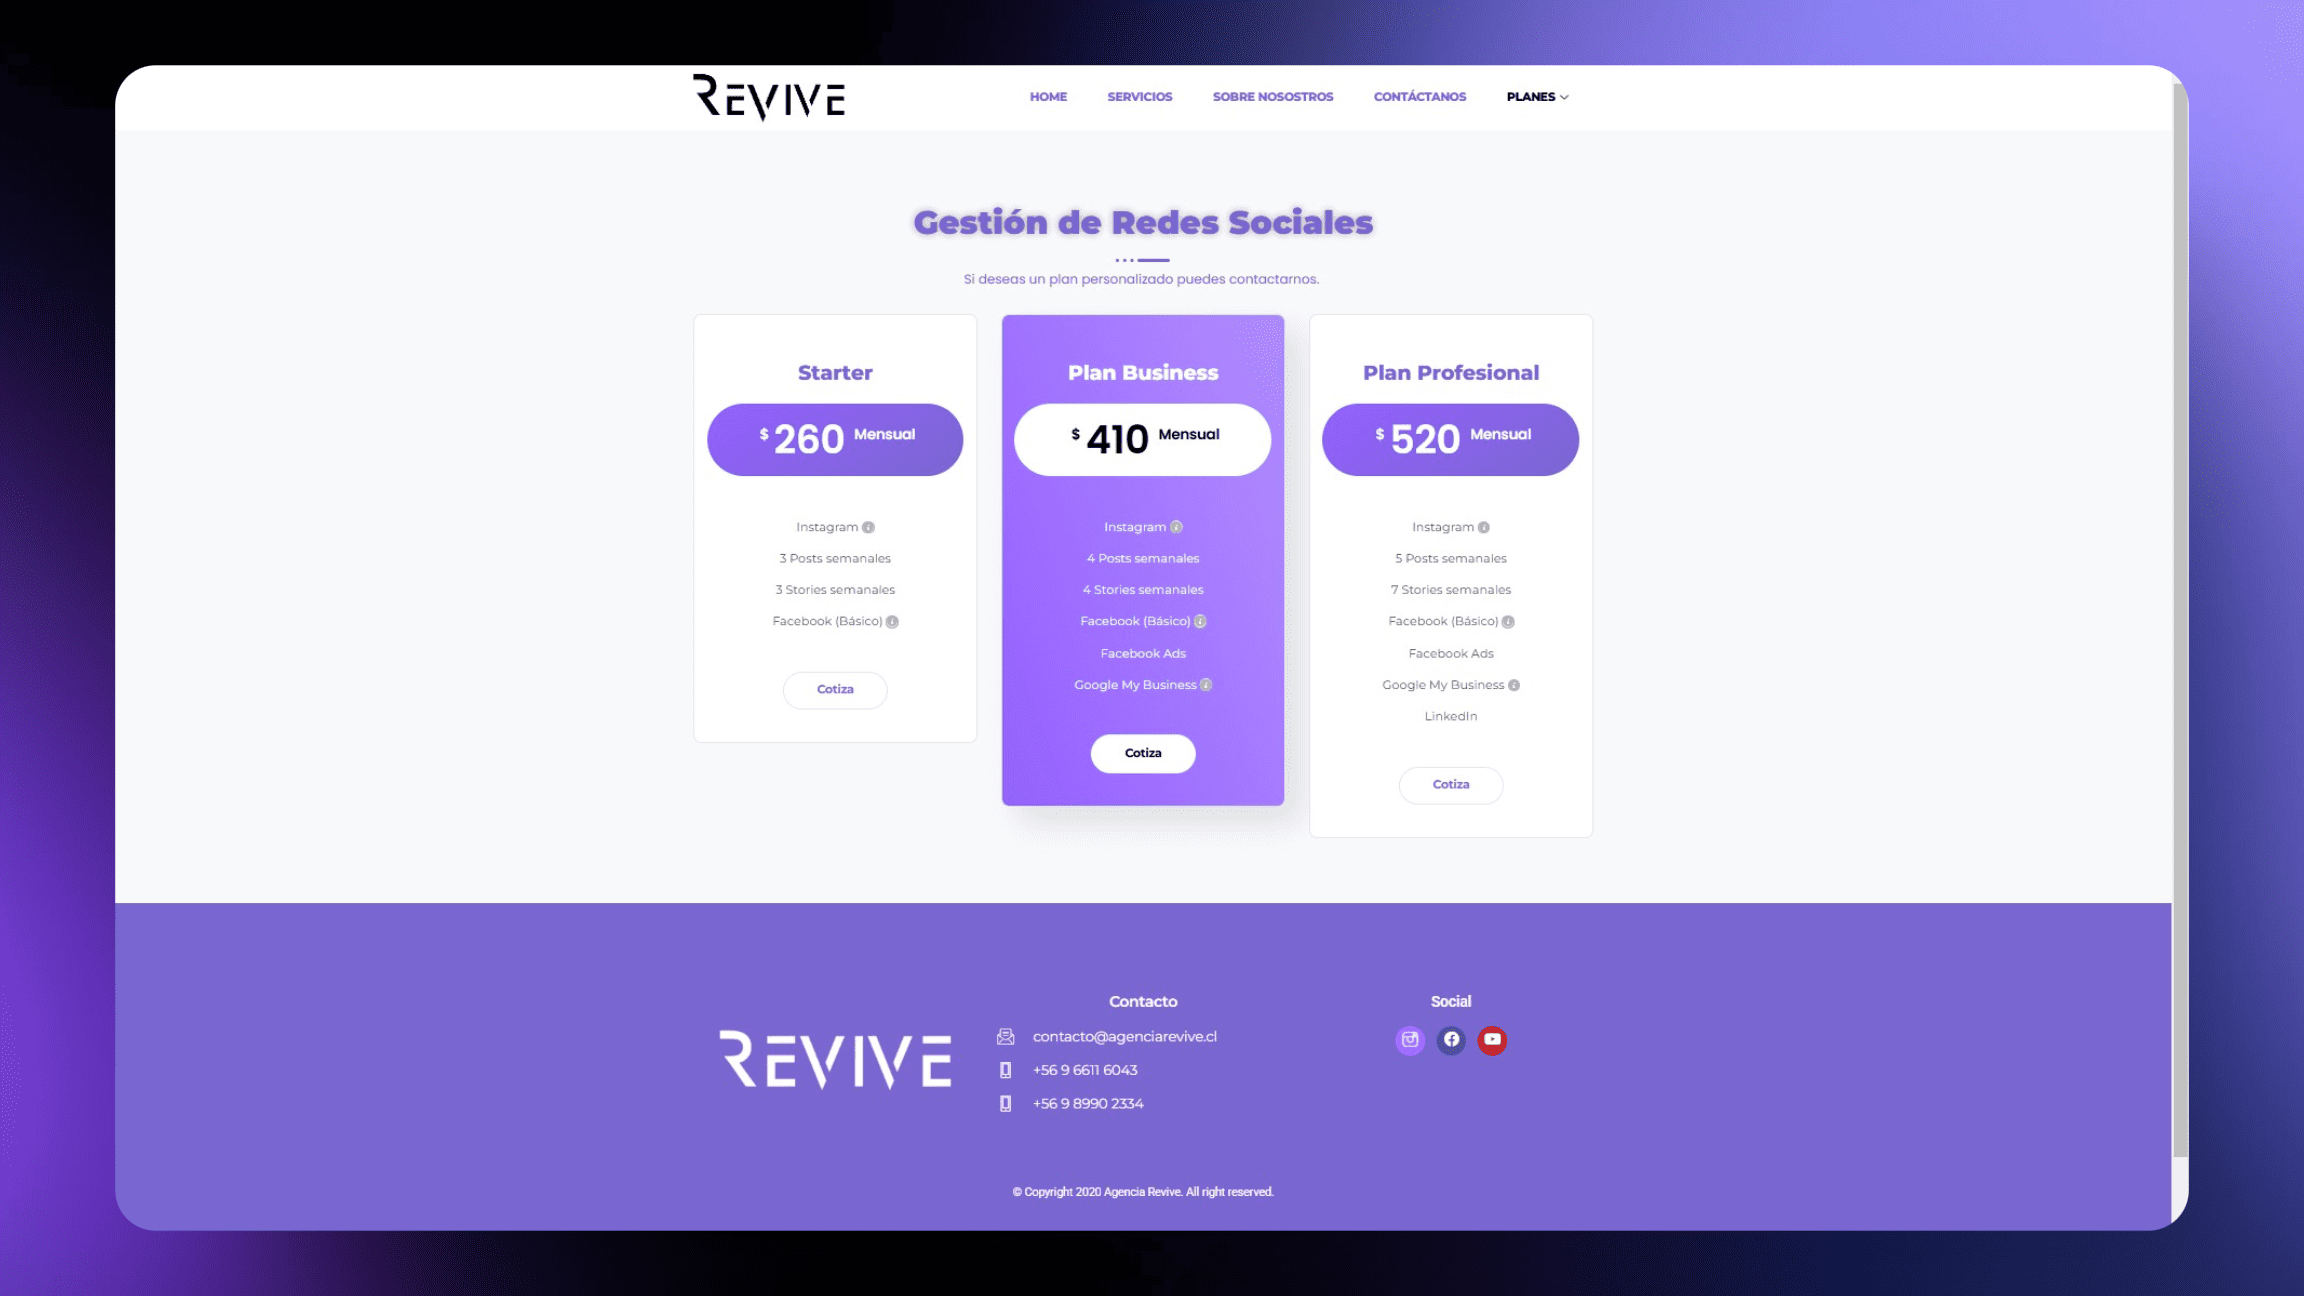 REVIVE
HOME SERVICIOS SOBRE NOSOSTROS CONTÁCTANOS PLANES
Gestión de Redes Sociales
Si deseas un plan personalizado puedes contactarnos.
Starter
$ 260 Mensual
Instagram
3 Posts semanales
3 Stories semanales
Facebook (Básico)
Cotiza
Plan Business
$ 410 Mensual
Instagram
4 Posts semanales
4 Stories semanales
Facebook (Básico)
Facebook Ads
Google My Business
Cotiza
Plan Profesional
$ 520 Mensual
Instagram
5 Posts semanales
7 Stories semanales
Facebook (Básico)
Facebook Ads
Google My Business
LinkedIn
Cotiza
REVIVE
Contacto
contacto@agenciarevive.cl
+56 9 6611 6043
+56 9 8990 2334
Social
© Copyright 2020 Agencia Revive. All right reserved.